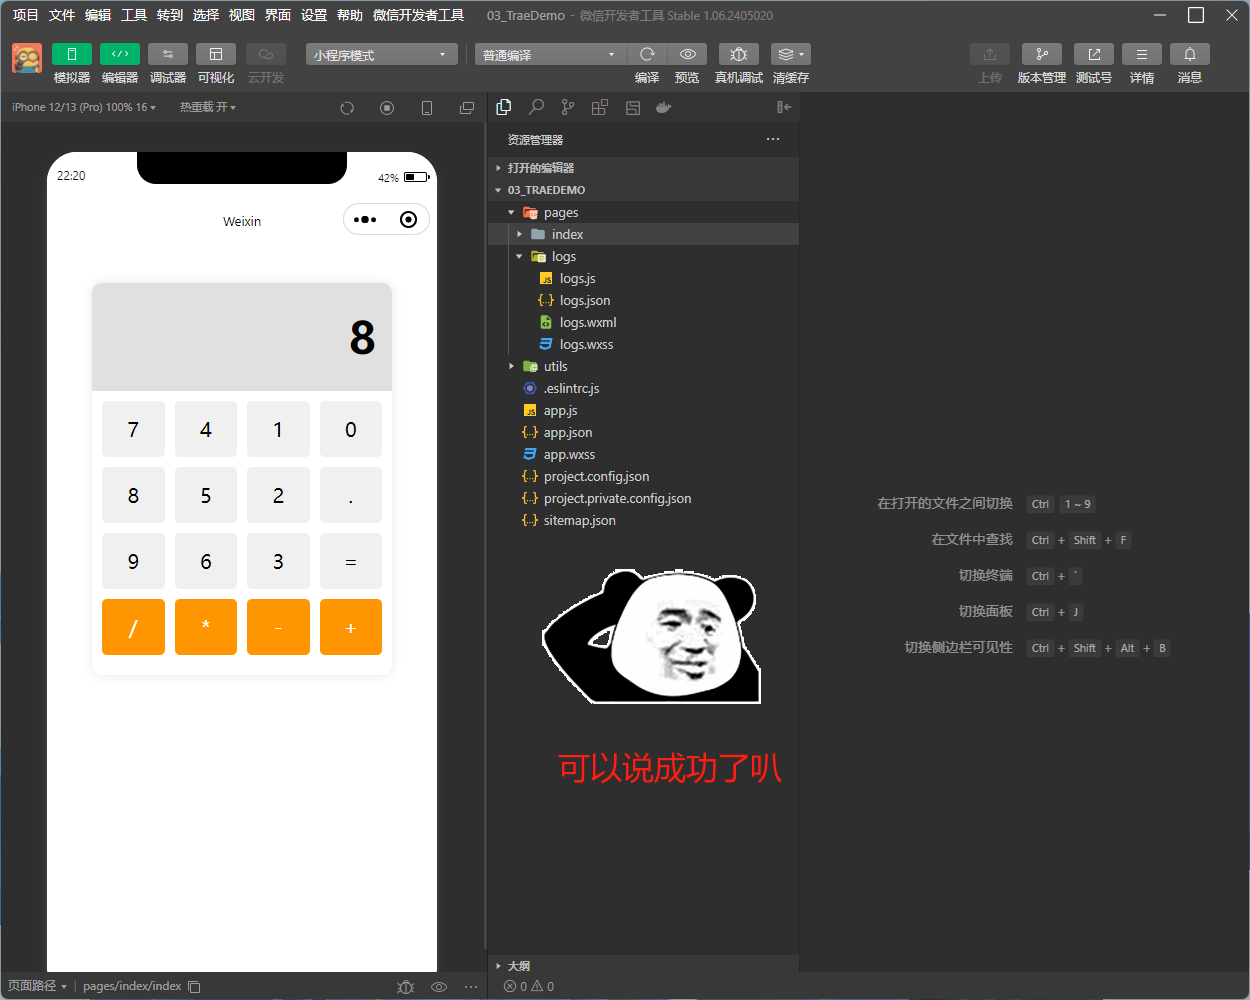 项目 文件 编辑 工具 转到 选择 视图 界面 设置 帮助 微信开发者工具 03_TraeDemo - 微信开发者工具 Stable 1.06.2405020
小程序模式 普通编译
模拟器 编辑器 调试器 可视化 云开发 编译 预览 真机调试 清缓存 上传 版本管理 测试号 详情 消息
iPhone 12/13 (Pro) 100% 16 热重载 开
资源管理器
打开的编辑器
03_TRAEDEMO
pages
index
logs
logs.js
logs.json
logs.wxml
logs.wxss
utils
.eslintrc.js
app.js
app.json
app.wxss
project.config.json
project.private.config.json
sitemap.json
22:20 42%
Weixin
8
7 4 1 0
8 5 2 .
9 6 3 =
/ * - +
可以说成功了叭
在打开的文件之间切换 Ctrl 1 ~ 9
在文件中查找 Ctrl + Shift + F
切换终端 Ctrl + `
切换面板 Ctrl + J
切换侧边栏可见性 Ctrl + Shift + Alt + B
大纲
页面路径 pages/index/index 0 0